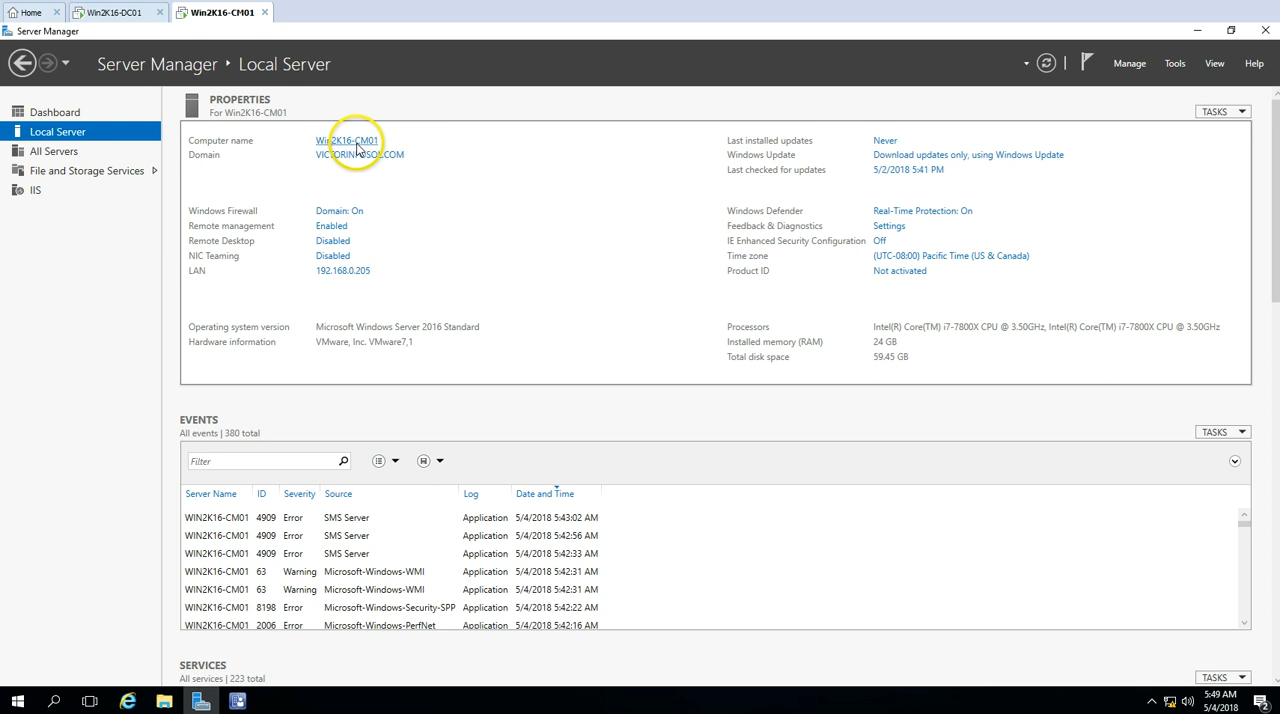 Home
Win2K16-DC01
Win2K16-CM01
Server Manager
Server Manager
Local Server
Manage
Tools
View
Help
Dashboard
Local Server
All Servers
File and Storage Services
IIS
PROPERTIES
For Win2K16-CM01
TASKS
Computer name Win2K16-CM01
Domain
Last installed updates Never
Windows Update Download updates only, using Windows Update
Last checked for updates 5/2/2018 5:41 PM
Windows Firewall Domain: On
Remote management Enabled
Remote Desktop Disabled
NIC Teaming Disabled
LAN 192.168.0.205
Windows Defender Real-Time Protection: On
Feedback & Diagnostics Settings
IE Enhanced Security Configuration Off
Time zone (UTC-08:00) Pacific Time (US & Canada)
Product ID Not activated
Operating system version Microsoft Windows Server 2016 Standard
Hardware information VMware, Inc. VMware7,1
Processors Intel(R) Core(TM) i7-7800X CPU @ 3.50GHz, Intel(R) Core(TM) i7-7800X CPU @ 3.50GHz
Installed memory (RAM) 24 GB
Total disk space 59.45 GB
EVENTS
All events | 380 total
TASKS
Filter
Server Name ID Severity Source Log Date and Time
WIN2K16-CM01 4909 Error SMS Server Application 5/4/2018 5:43:02 AM
WIN2K16-CM01 4909 Error SMS Server Application 5/4/2018 5:42:56 AM
WIN2K16-CM01 4909 Error SMS Server Application 5/4/2018 5:42:33 AM
WIN2K16-CM01 63 Warning Microsoft-Windows-WMI Application 5/4/2018 5:42:31 AM
WIN2K16-CM01 63 Warning Microsoft-Windows-WMI Application 5/4/2018 5:42:31 AM
WIN2K16-CM01 8198 Error Microsoft-Windows-Security-SPP Application 5/4/2018 5:42:22 AM
WIN2K16-CM01 2006 Error Microsoft-Windows-PerfNet Application 5/4/2018 5:42:16 AM
SERVICES
All services | 223 total
TASKS
5:49 AM
5/4/2018
2